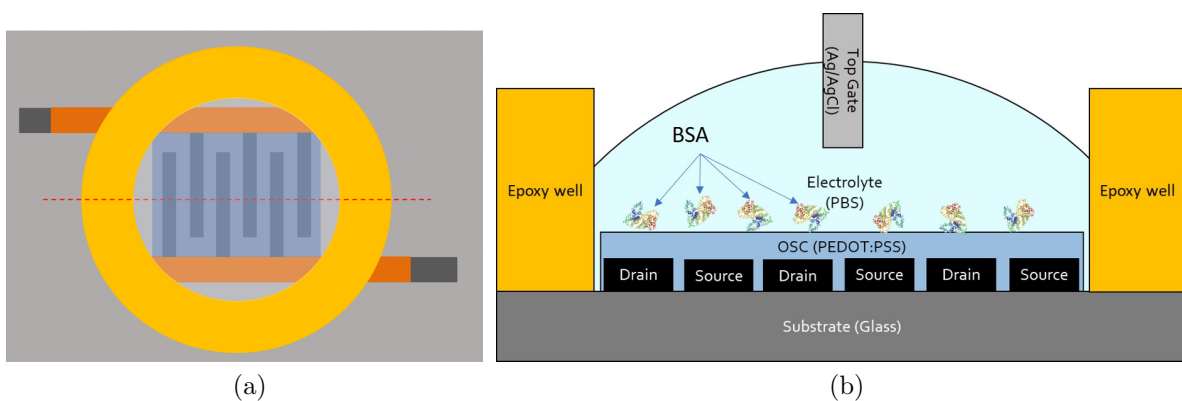 Top Gate
(Ag/AgCl)
BSA
Electrolyte
(PBS)
Epoxy well
Epoxy well
OSC (PEDOT:PSS)
Drain
Source
Drain
Source
Drain
Source
Substrate (Glass)
(a)
(b)